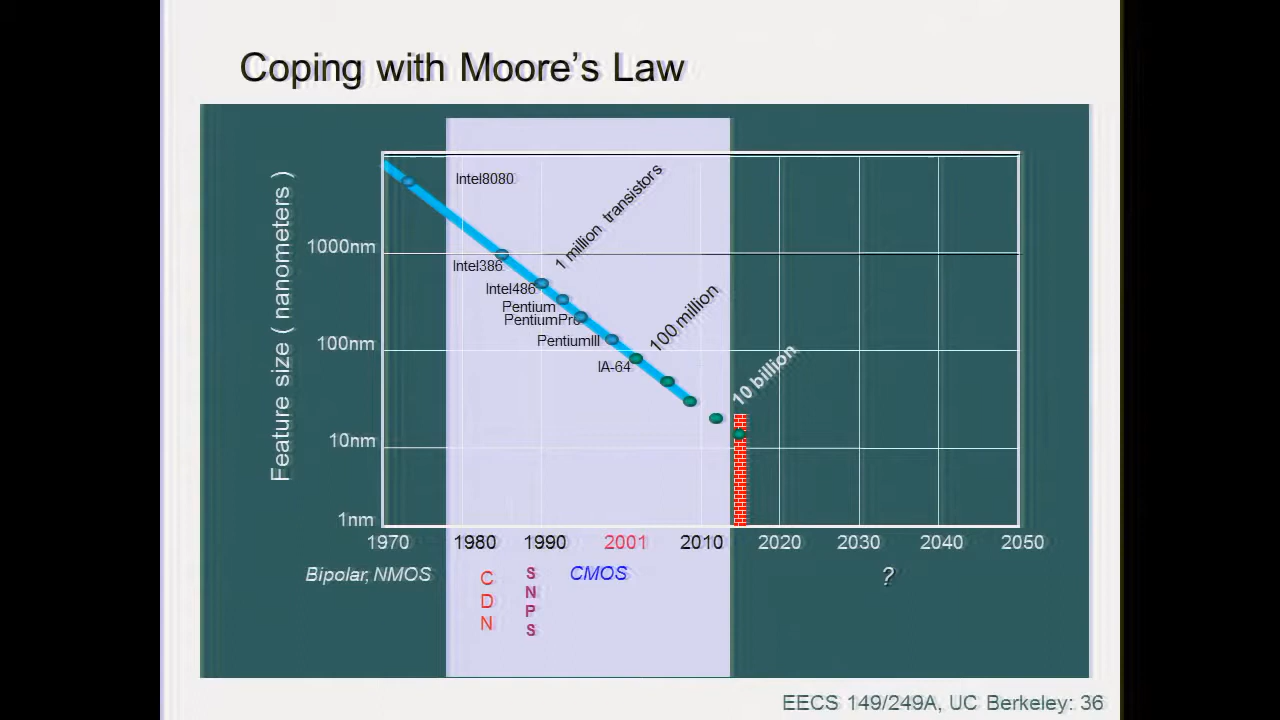 Coping with Moore's Law
Feature size ( nanometers )
1000nm
100nm
10nm
1nm
Intel8080
Intel386
Intel486
Pentium
PentiumPro
PentiumIII
IA-64
1 million transistors
100 million
10 billion
1970 1980 1990 2001 2010 2020 2030 2040 2050
Bipolar, NMOS
CDN
SNPS
CMOS
?
EECS 149/249A, UC Berkeley: 36